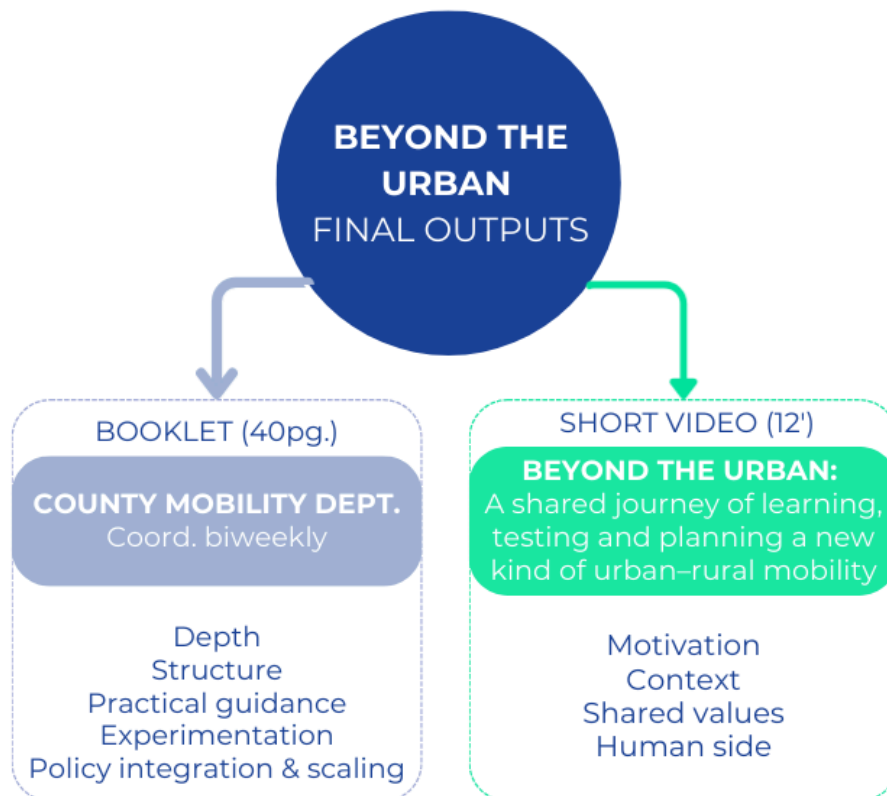 BEYOND THE
URBAN
FINAL OUTPUTS
BOOKLET (40pg.)
COUNTY MOBILITY DEPT.
Coord. biweekly
Depth
Structure
Practical guidance
Experimentation
Policy integration & scaling
SHORT VIDEO (12')
BEYOND THE URBAN:
A shared journey of learning,
testing and planning a new
kind of urban–rural mobility
Motivation
Context
Shared values
Human side